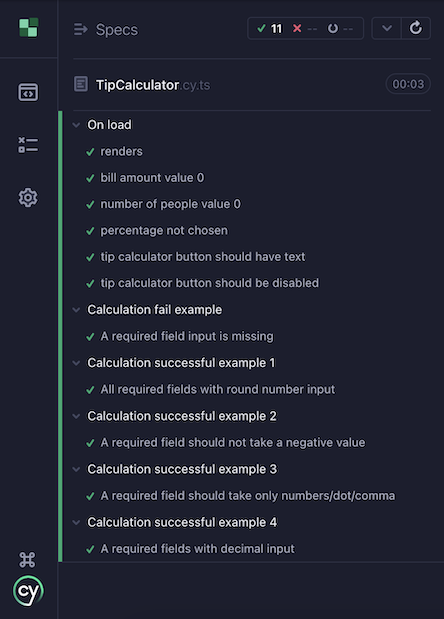 Specs
11 -- --
TipCalculator.cy.ts 00:03
On load
renders
bill amount value 0
number of people value 0
percentage not chosen
tip calculator button should have text
tip calculator button should be disabled
Calculation fail example
A required field input is missing
Calculation successful example 1
All required fields with round number input
Calculation successful example 2
A required field should not take a negative value
Calculation successful example 3
A required field should take only numbers/dot/comma
Calculation successful example 4
A required fields with decimal input
cy